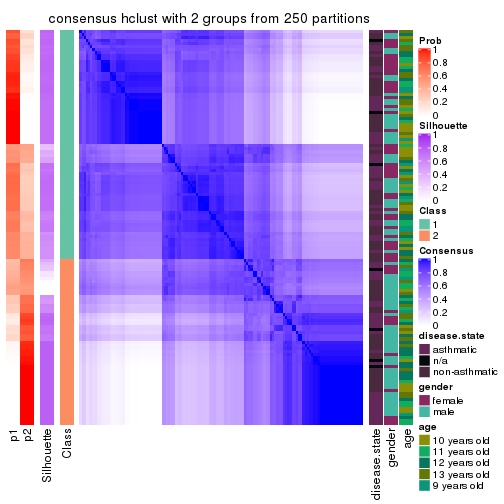 consensus hclust with 2 groups from 250 partitions
Prob
1
0.8
0.6
0.4
0.2
0
Silhouette
1
0.8
0.6
0.4
0.2
0
Class
1
2
Consensus
1
0.8
0.6
0.4
0.2
0
disease.state
asthmatic
n/a
non-asthmatic
gender
female
male
age
10 years old
11 years old
12 years old
13 years old
9 years old
p1
p2
Silhouette
Class
disease.state
gender
age